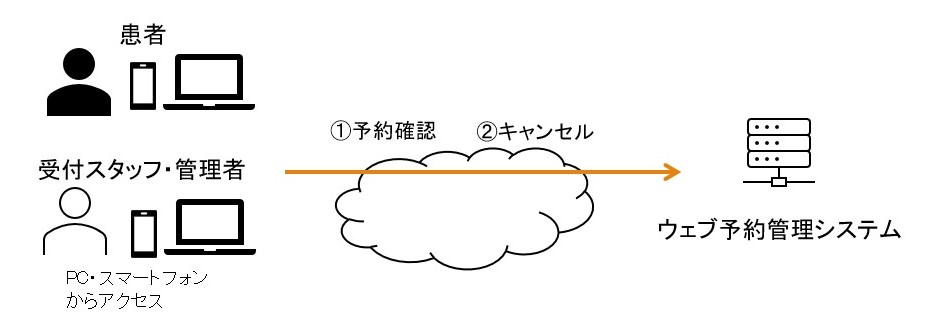 患者
①予約確認 ②キャンセル
受付スタッフ・管理者
ウェブ予約管理システム
PC・スマートフォン
からアクセス